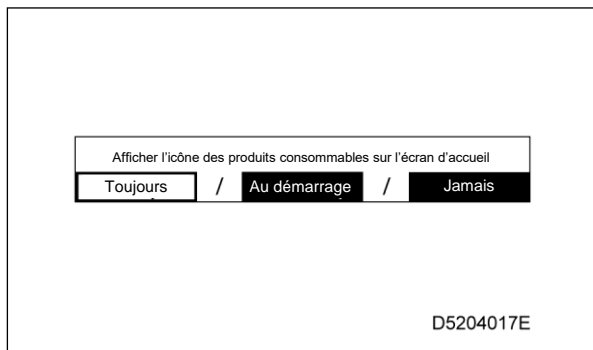 Afficher l'icône des produits consommables sur l'écran d'accueil
Toujours / Au démarrage / Jamais
D5204017E